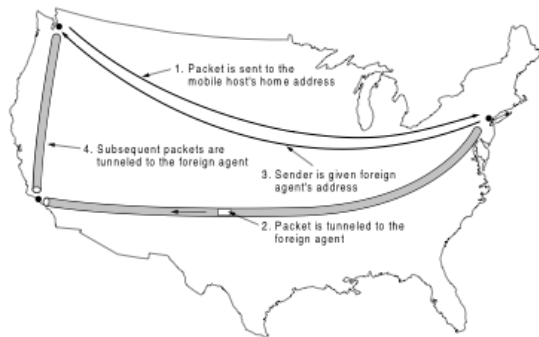 1. Packet is sent to the
mobile host's home address
4. Subsequent packets are
tunneled to the foreign agent
3. Sender is given foreign
agent's address
2. Packet is tunneled to the
foreign agent